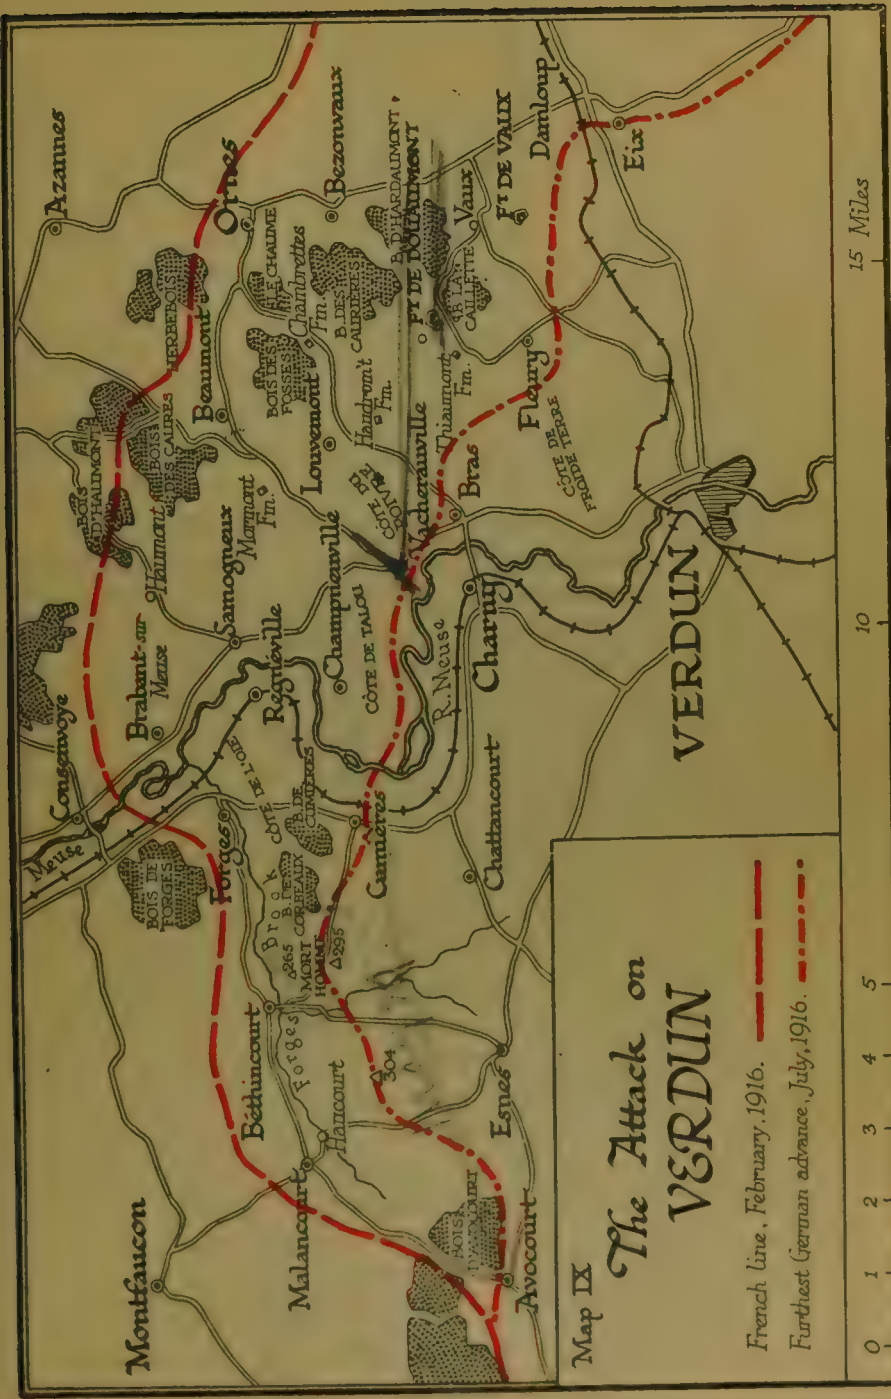 Map IX
The Attack on
VERDUN
French line, February, 1916.
Furthest German advance, July, 1916.
0 1 2 3 4 5 10 15 Miles
Montfaucon
Malancourt
Haucourt
BOIS
D'AVOCOURT
Avocourt
Béthincourt
Forges Brook
Esnes
△
304
△265
MORT
HOMME
△295
Consenvoye
Meuse
BOIS DE
FORGES
Forges
CÔTE DE L'OIE
B. DE
CORBEAUX
B. DE
CUMIÈRES
Cumières
Chattancourt
Brabant-sur-
Meuse
Regnéville
Samogneux
Champneuville
CÔTE DE TALOU
R. Meuse
Charny
VERDUN
BOIS
D'HAUMONT
Haumont
BOIS
DES CAURES
Mormont
Fm.
Azannes
HERBEBOIS
Beaumont
Louvemont
BOIS DES
FOSSES
Ornes
LE CHAUME
Chambrettes
Fm.
B. DES
CAURIÈRES
Bezonvaux
Haudrom't
Fm.
CÔTE DU
POIVRE
Vacherauville
Bras
Thiaumont
Fm.
FT DE DOUAUMONT
B.
D'HARDAUMONT
B. LA
CAILLETTE
Vaux
FT DE VAUX
Damloup
Eix
Fleury
CÔTE DE
FROIDE TERRE